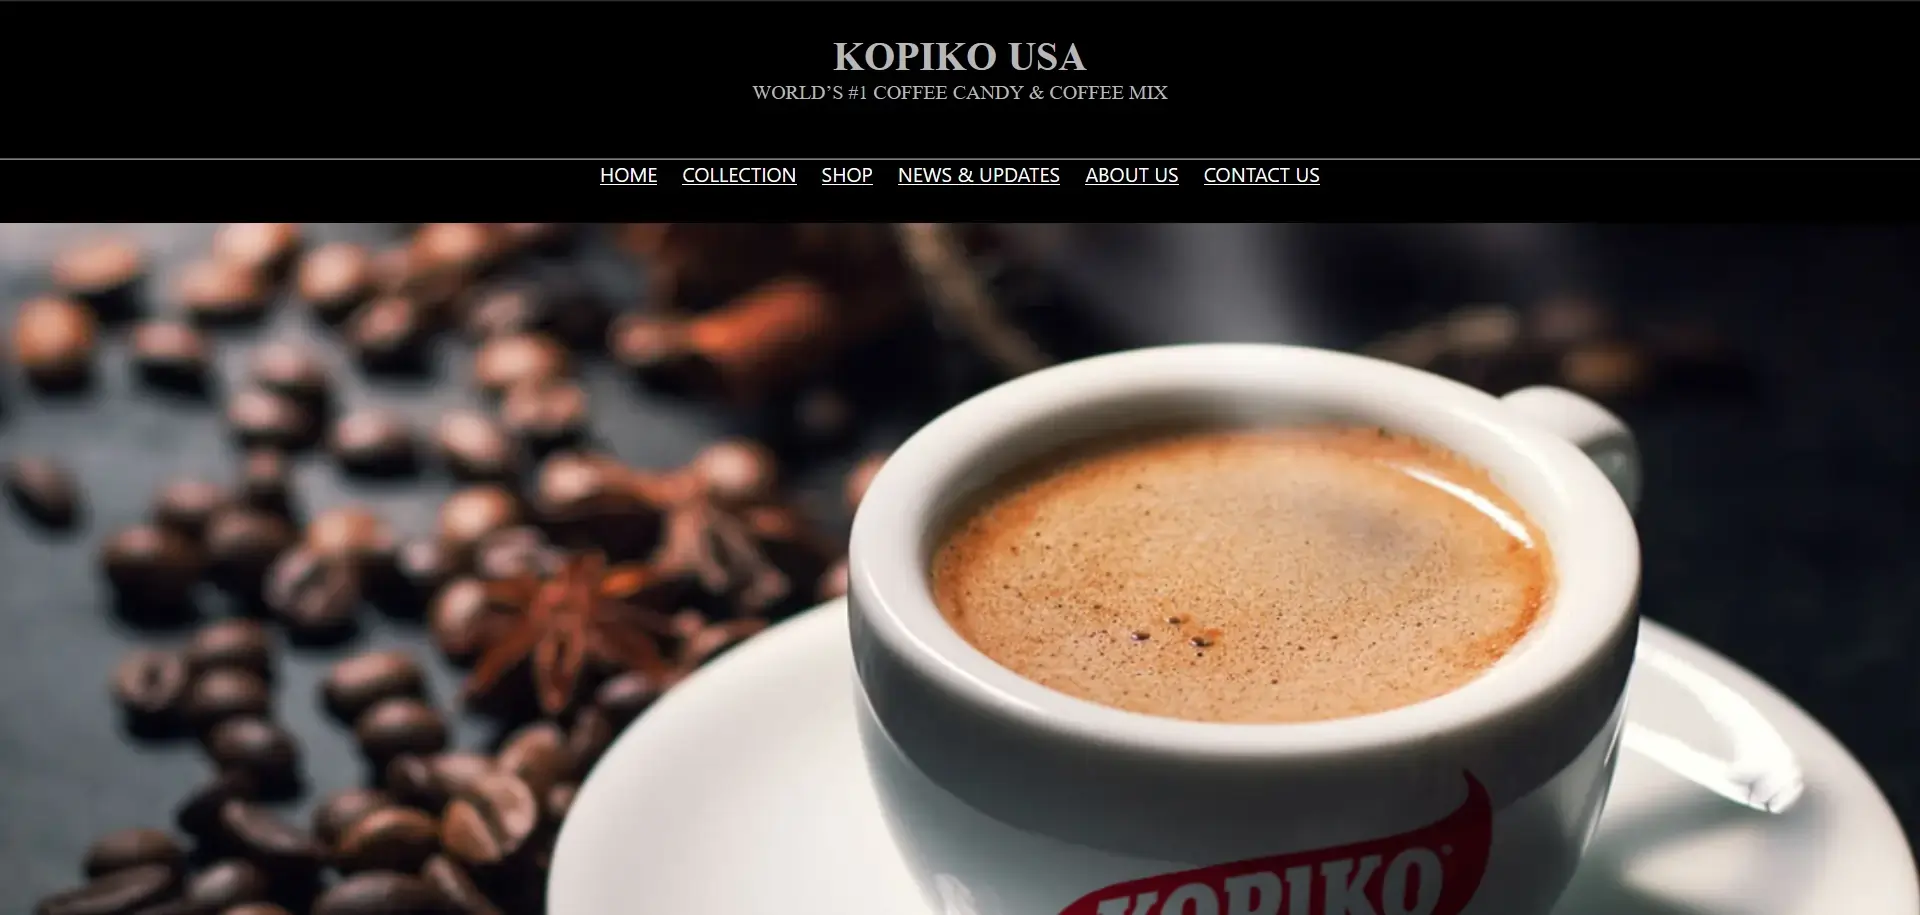 KOPIKO USA
WORLD’S #1 COFFEE CANDY & COFFEE MIX
HOME COLLECTION SHOP NEWS & UPDATES ABOUT US CONTACT US
KOPIKO